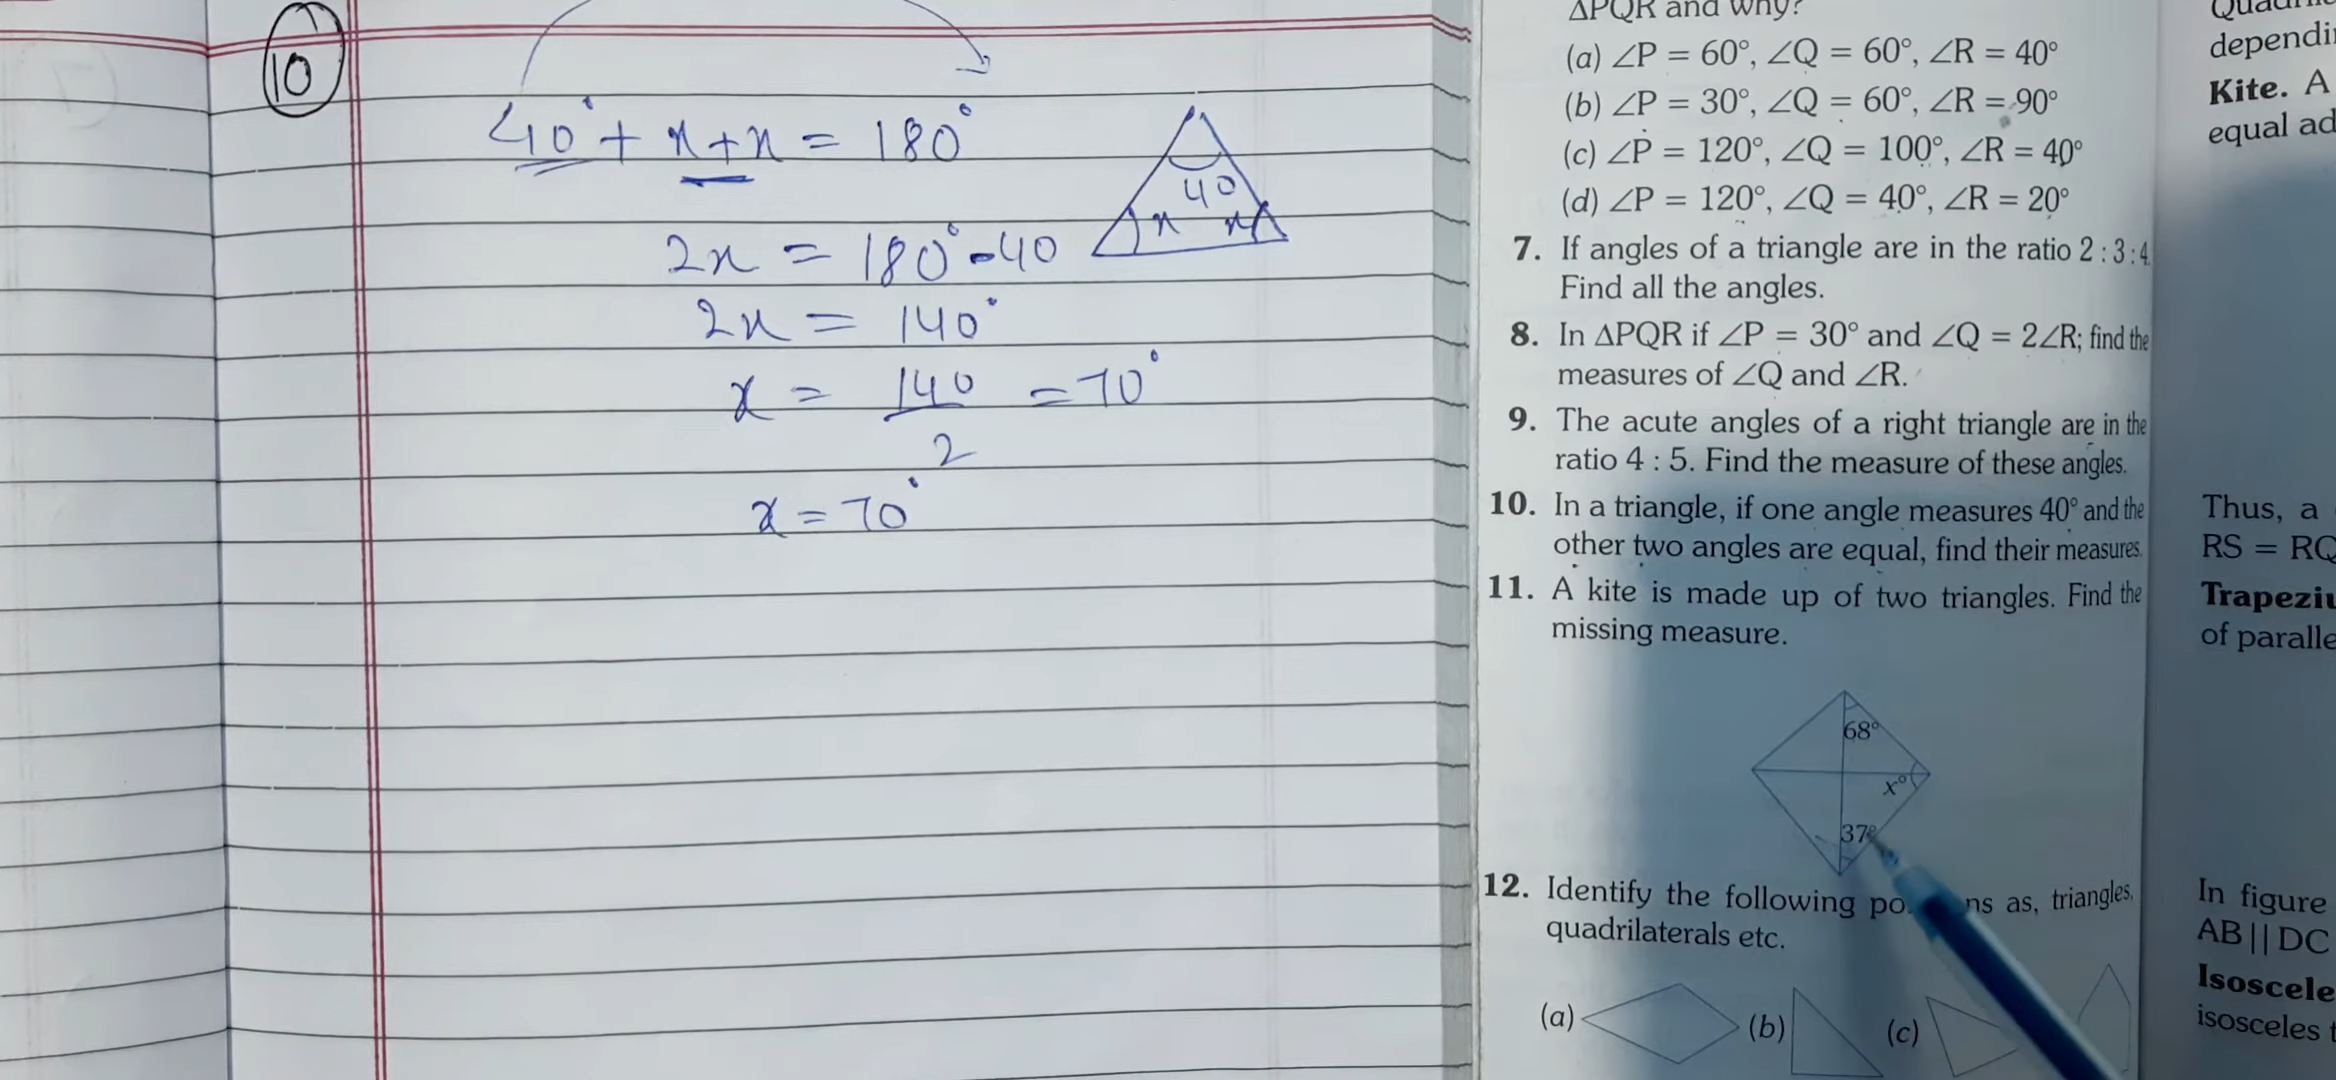 10
40° + x + x = 180°
40
x x
2x = 180° - 40
2x = 140°
x = 140/2 = 70°
x = 70°
ΔPQR and why?
(a) ∠P = 60°, ∠Q = 60°, ∠R = 40°
(b) ∠P = 30°, ∠Q = 60°, ∠R = 90°
(c) ∠P = 120°, ∠Q = 100°, ∠R = 40°
(d) ∠P = 120°, ∠Q = 40°, ∠R = 20°
7. If angles of a triangle are in the ratio 2 : 3 : 4.
Find all the angles.
8. In ΔPQR if ∠P = 30° and ∠Q = 2∠R; find the
measures of ∠Q and ∠R.
9. The acute angles of a right triangle are in the
ratio 4 : 5. Find the measure of these angles.
10. In a triangle, if one angle measures 40° and the
other two angles are equal, find their measures.
11. A kite is made up of two triangles. Find the
missing measure.
68°
x°
37°
12. Identify the following as, triangles,
quadrilaterals etc.
(a) (b) (c)
Kite. A
equal ad
Thus, a
RS = RQ
of paralle
In figure
AB || DC
Isoscele
isosceles